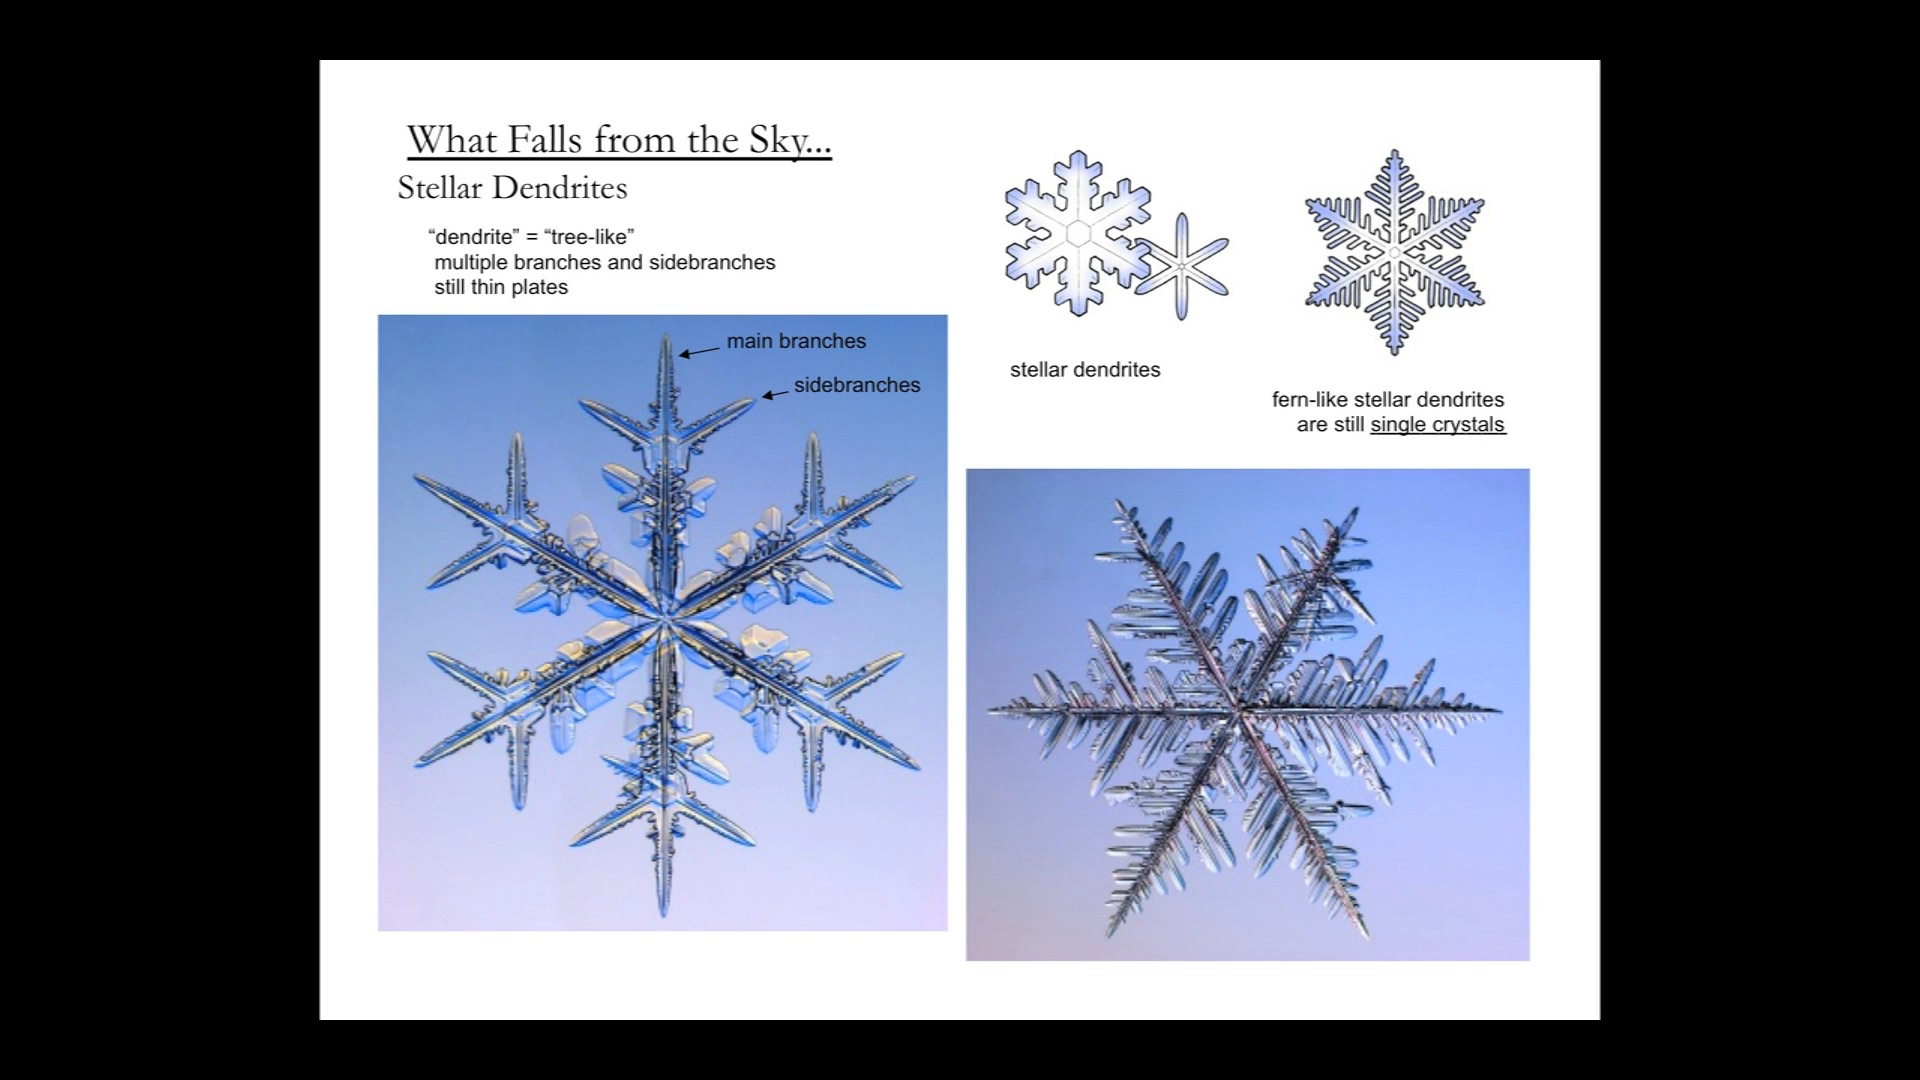 What Falls from the Sky...
Stellar Dendrites
“dendrite” = “tree-like”
multiple branches and sidebranches
still thin plates
main branches
sidebranches
stellar dendrites
fern-like stellar dendrites
are still single crystals